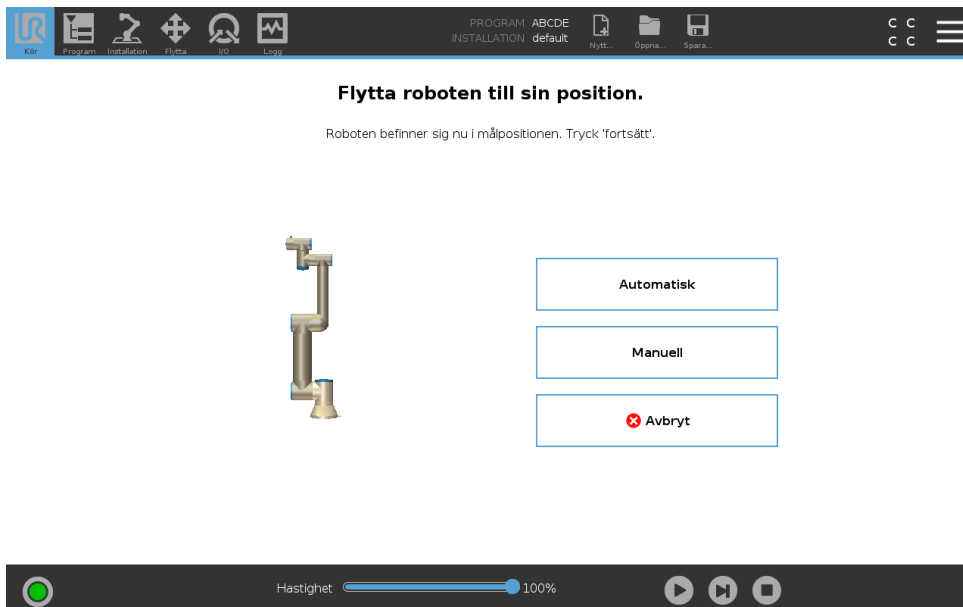 PROGRAM ABCDE
INSTALLATION default
C C
C C
Kör Program Installation Flytta I/O Logg Nytt... Öppna... Spara...
Flytta roboten till sin position.
Roboten befinner sig nu i målpositionen. Tryck 'fortsätt'.
Automatisk
Manuell
Avbryt
Hastighet 100%